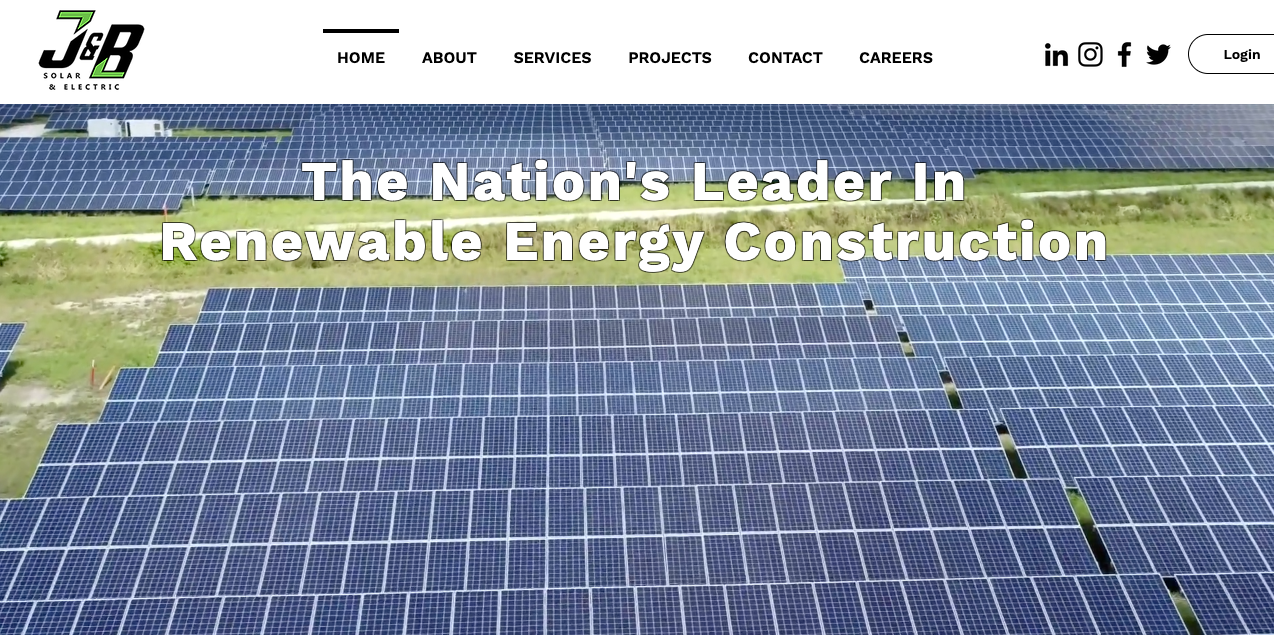 J&B
SOLAR
& ELECTRIC
HOME ABOUT SERVICES PROJECTS CONTACT CAREERS
Login
The Nation's Leader In
Renewable Energy Construction